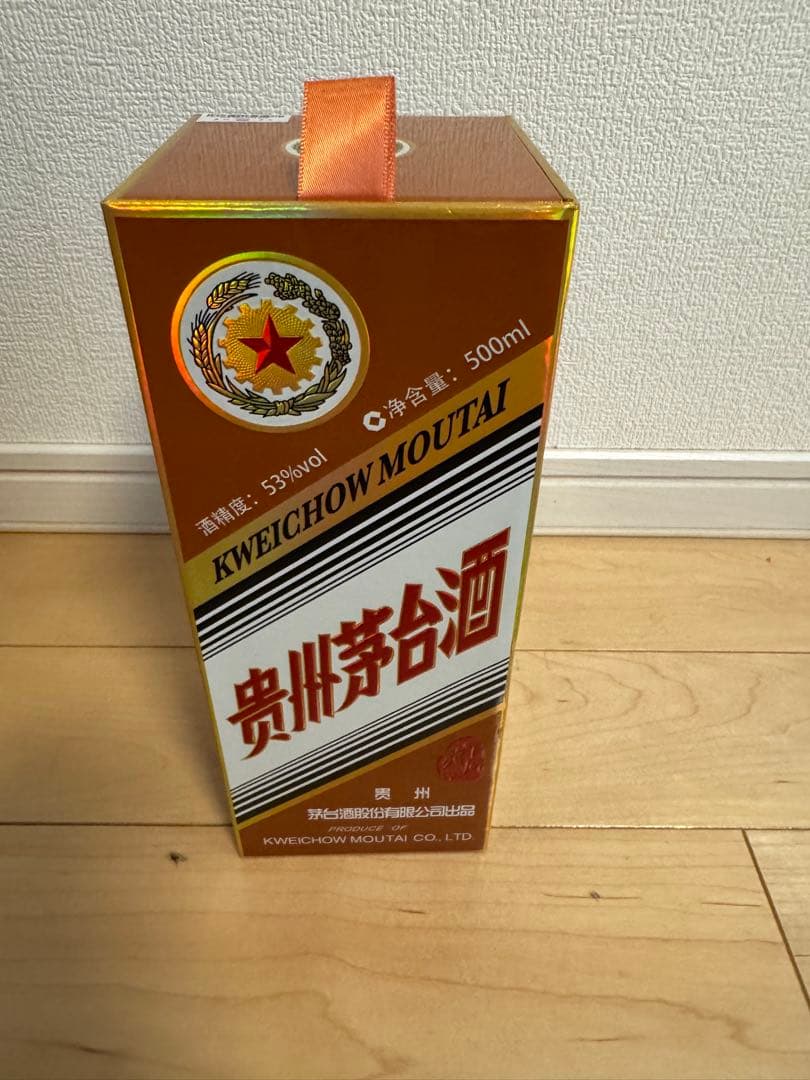 净含量：500ml
酒精度：53%vol
KWEICHOW MOUTAI
贵州茅台酒
贵州
茅台酒股份有限公司出品
PRODUCE OF
KWEICHOW MOUTAI CO., LTD